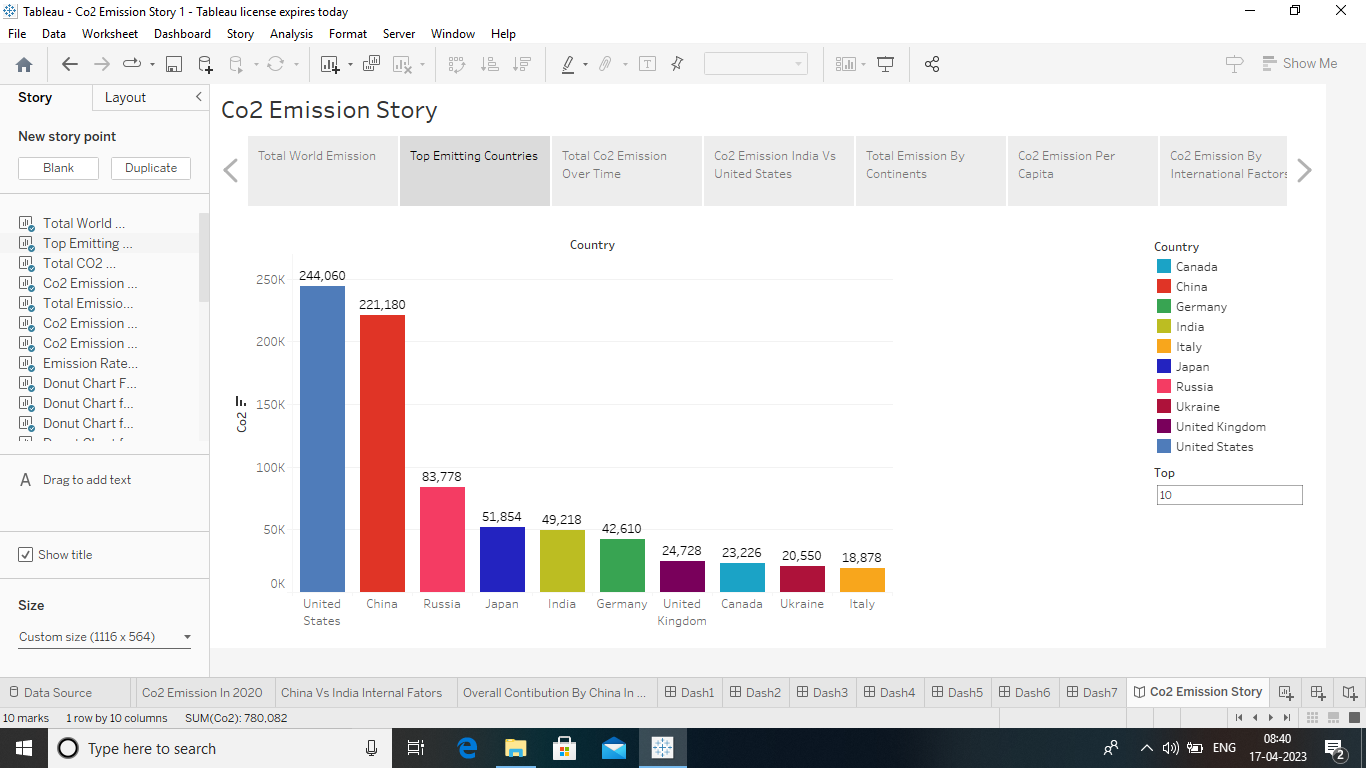 Tableau - Co2 Emission Story 1 - Tableau license expires today
File Data Worksheet Dashboard Story Analysis Format Server Window Help
Show Me
Story Layout
New story point
Blank Duplicate
Total World ...
Top Emitting ...
Total CO2 ...
Co2 Emission ...
Total Emissio...
Co2 Emission ...
Co2 Emission ...
Emission Rate...
Donut Chart F...
Donut Chart f...
Donut Chart f...
A Drag to add text
Show title
Size
Custom size (1116 x 564)
Co2 Emission Story
Total World Emission
Top Emitting Countries
Total Co2 Emission
Over Time
Co2 Emission India Vs
United States
Total Emission By
Continents
Co2 Emission Per
Capita
Co2 Emission By
International Factors
Country
Co2
250K
200K
150K
100K
50K
0K
244,060
221,180
83,778
51,854
49,218
42,610
24,728
23,226
20,550
18,878
United
States
China
Russia
Japan
India
Germany
United
Kingdom
Canada
Ukraine
Italy
Country
Canada
China
Germany
India
Italy
Japan
Russia
Ukraine
United Kingdom
United States
Top
10
Data Source Co2 Emission In 2020 China Vs India Internal Fators Overall Contibution By China In ... Dash1 Dash2 Dash3 Dash4 Dash5 Dash6 Dash7 Co2 Emission Story
10 marks 1 row by 10 columns SUM(Co2): 780,082
Type here to search
ENG
08:40
17-04-2023
2